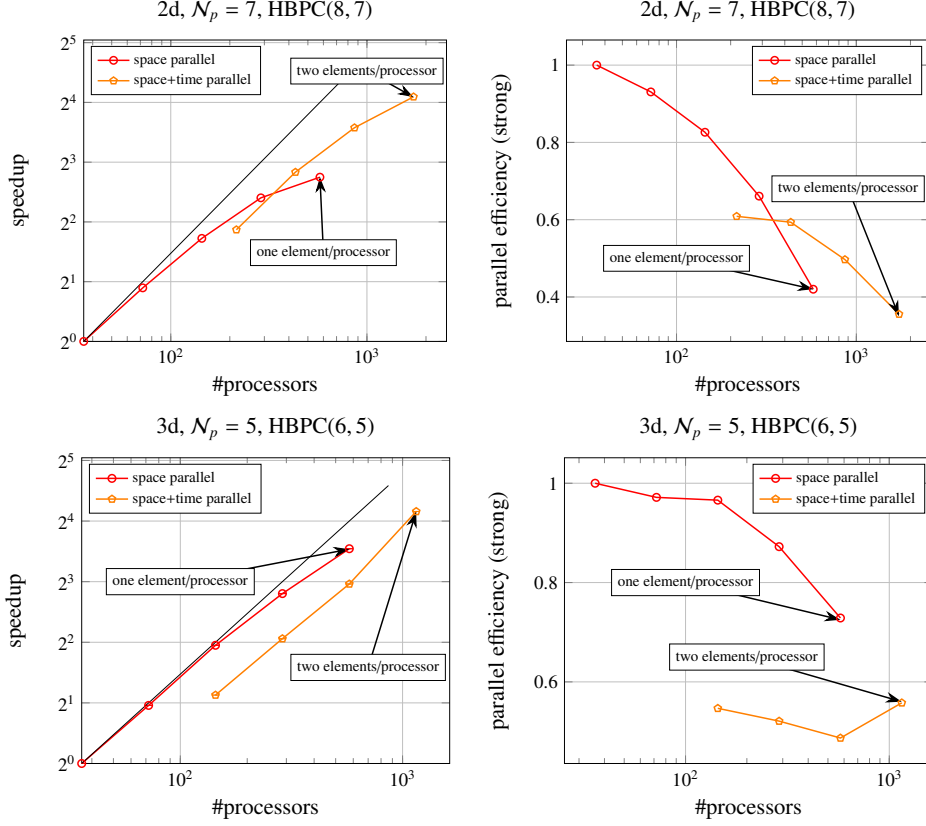 2d, 𝒩p = 7, HBPC(8, 7)
speedup
2^5
2^4
2^3
2^2
2^1
2^0
space parallel
space+time parallel
two elements/processor
one element/processor
10^2
10^3
#processors
2d, 𝒩p = 7, HBPC(8, 7)
parallel efficiency (strong)
1
0.8
0.6
0.4
space parallel
space+time parallel
two elements/processor
one element/processor
10^2
10^3
#processors
3d, 𝒩p = 5, HBPC(6, 5)
speedup
2^5
2^4
2^3
2^2
2^1
2^0
space parallel
space+time parallel
one element/processor
two elements/processor
10^2
10^3
#processors
3d, 𝒩p = 5, HBPC(6, 5)
parallel efficiency (strong)
1
0.8
0.6
space parallel
space+time parallel
one element/processor
two elements/processor
10^2
10^3
#processors